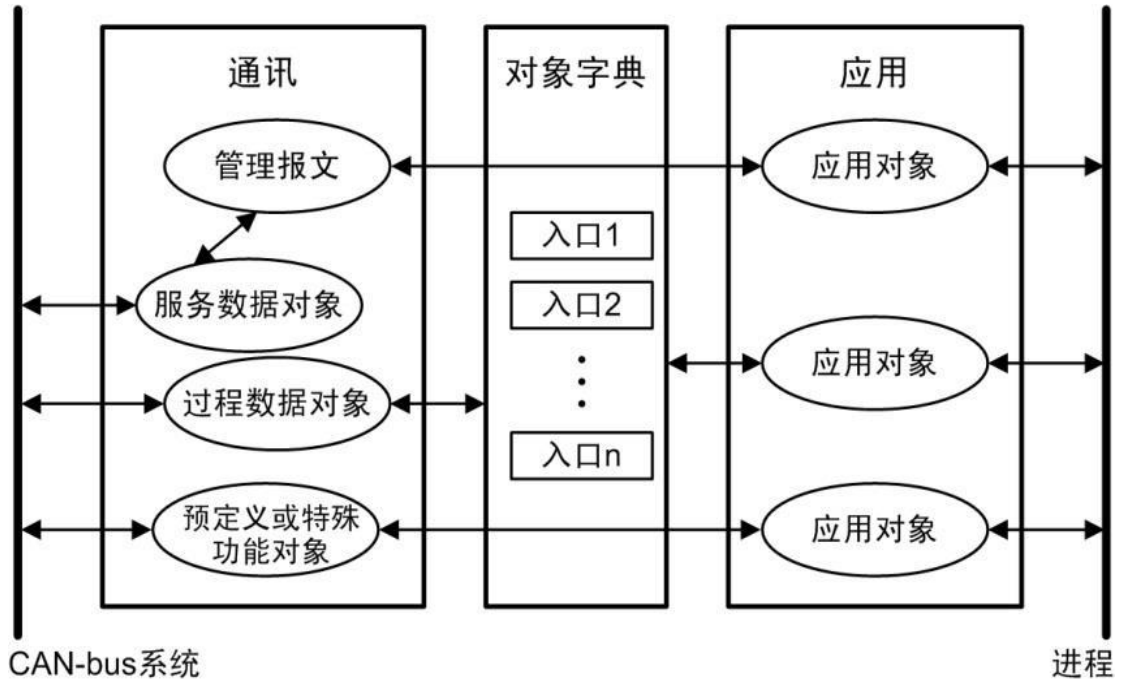 通讯
对象字典
应用
管理报文
应用对象
入口1
服务数据对象
入口2
应用对象
过程数据对象
入口n
预定义或特殊
功能对象
应用对象
CAN-bus系统
进程